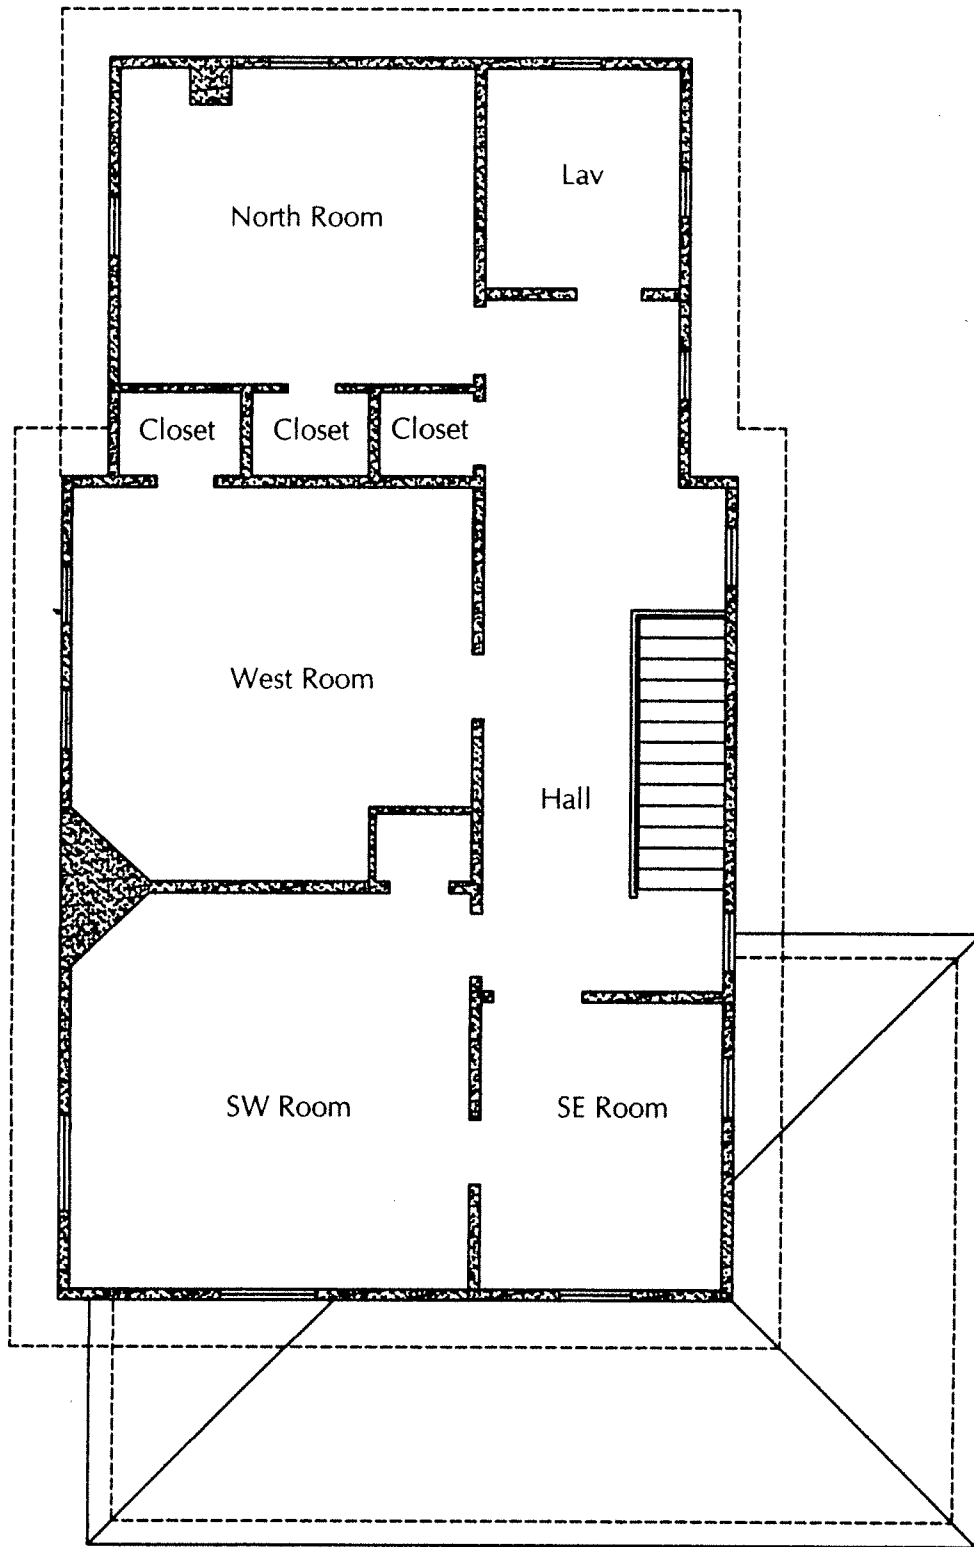 Lav
North Room
Closet
Closet
Closet
West Room
Hall
SW Room
SE Room